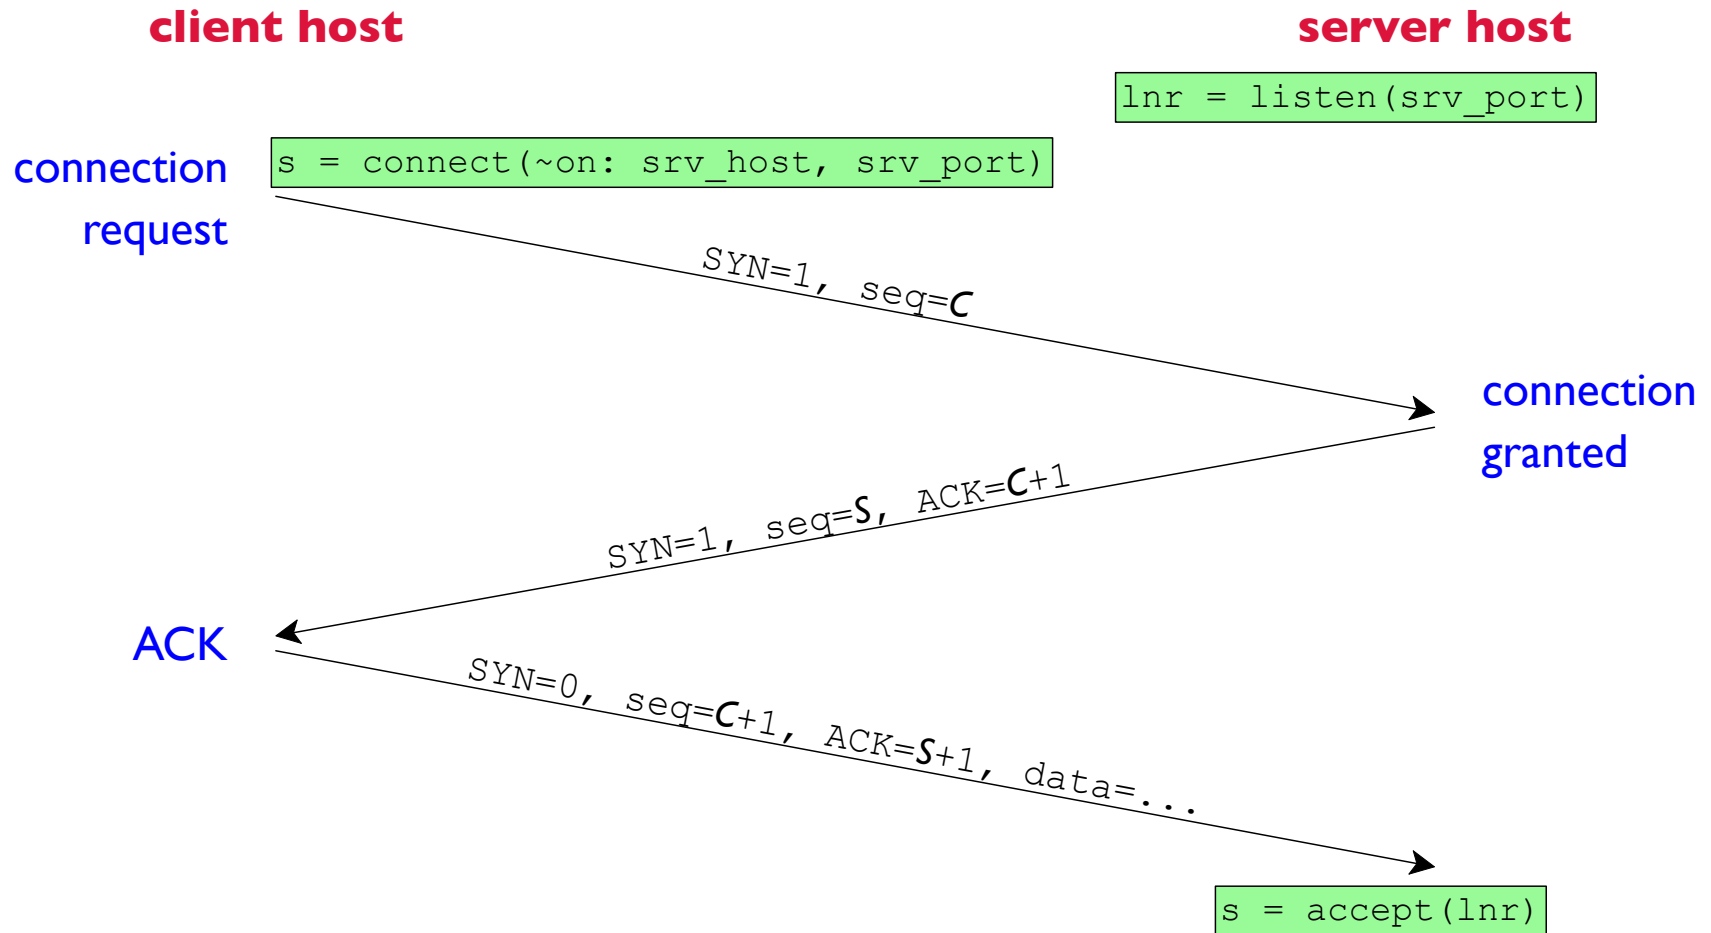 client host
server host
lnr = listen(srv_port)
connection
request
s = connect(~on: srv_host, srv_port)
SYN=1, seq=C
connection
granted
SYN=1, seq=S, ACK=C+1
ACK
SYN=0, seq=C+1, ACK=S+1, data=...
s = accept(lnr)